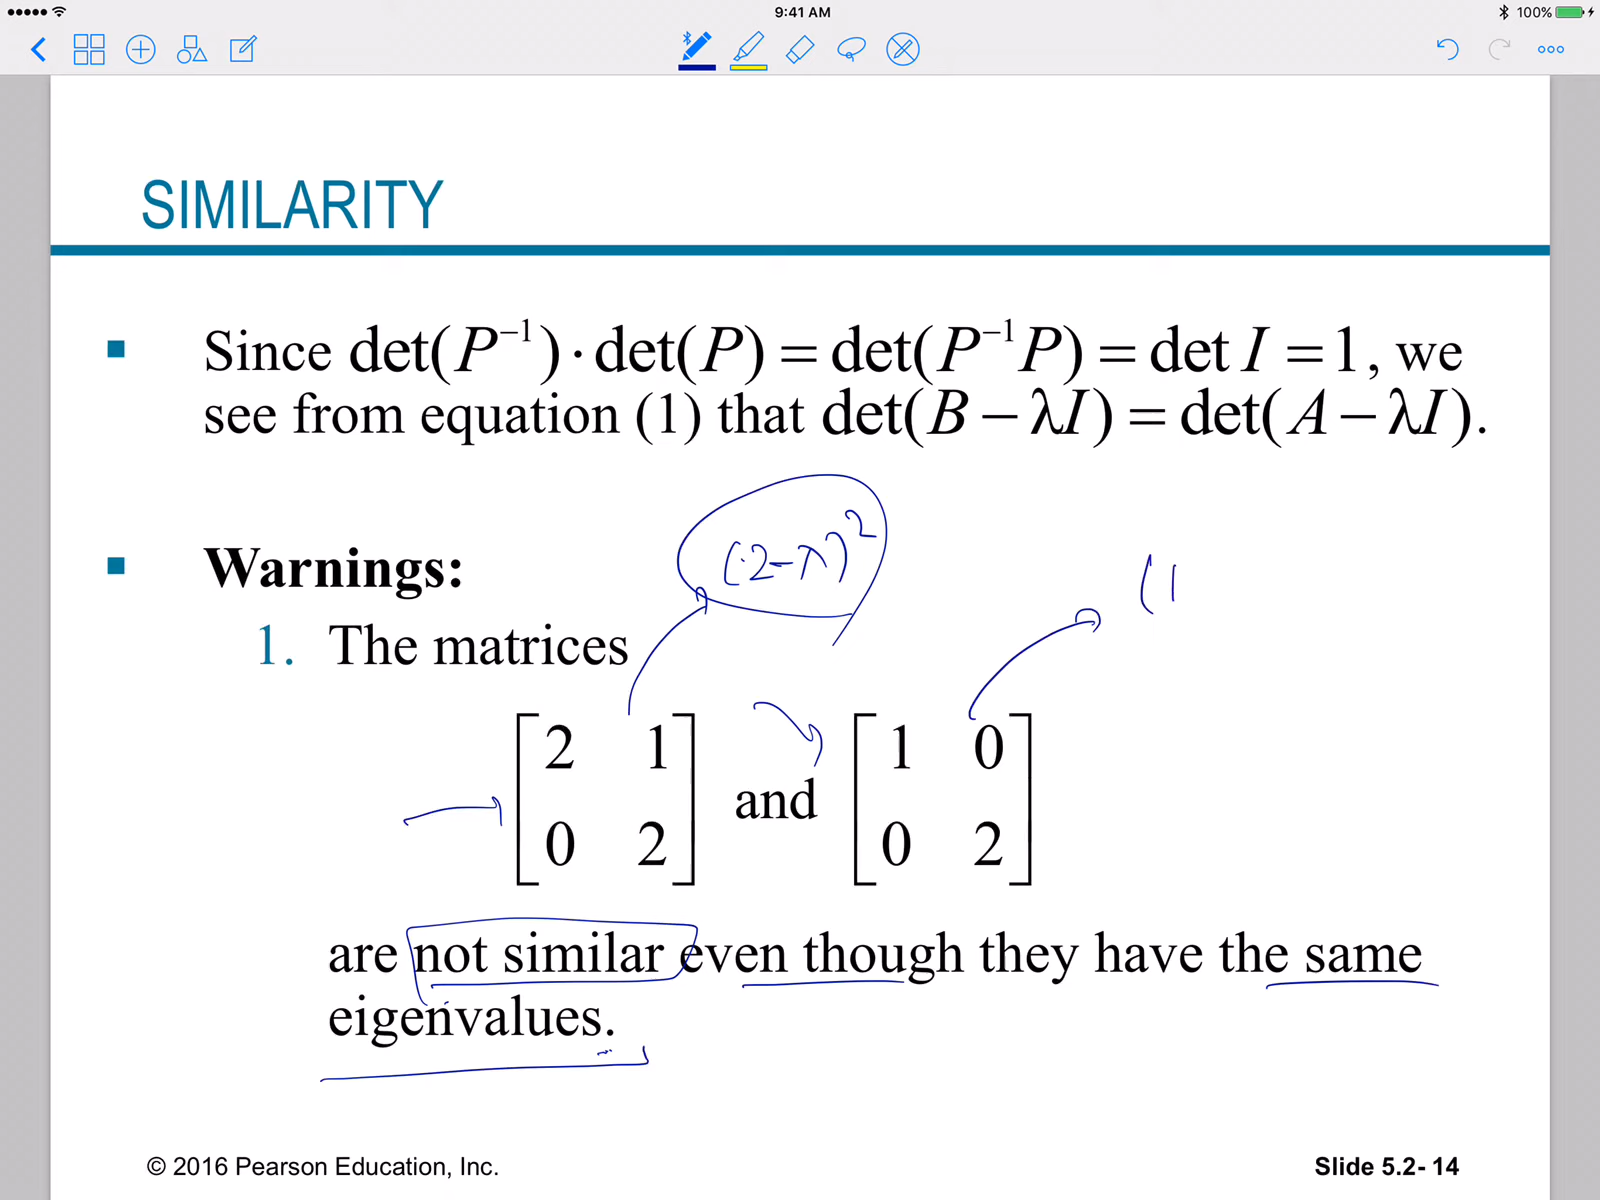 9:41 AM
100%
SIMILARITY
▪ Since det(P⁻¹) · det(P) = det(P⁻¹P) = det I = 1, we
see from equation (1) that det(B − λI) = det(A − λI).
(2-λ)²
(1
▪ Warnings:
1. The matrices
[2 1; 0 2] and [1 0; 0 2]
are not similar even though they have the same
eigenvalues.
© 2016 Pearson Education, Inc.
Slide 5.2- 14